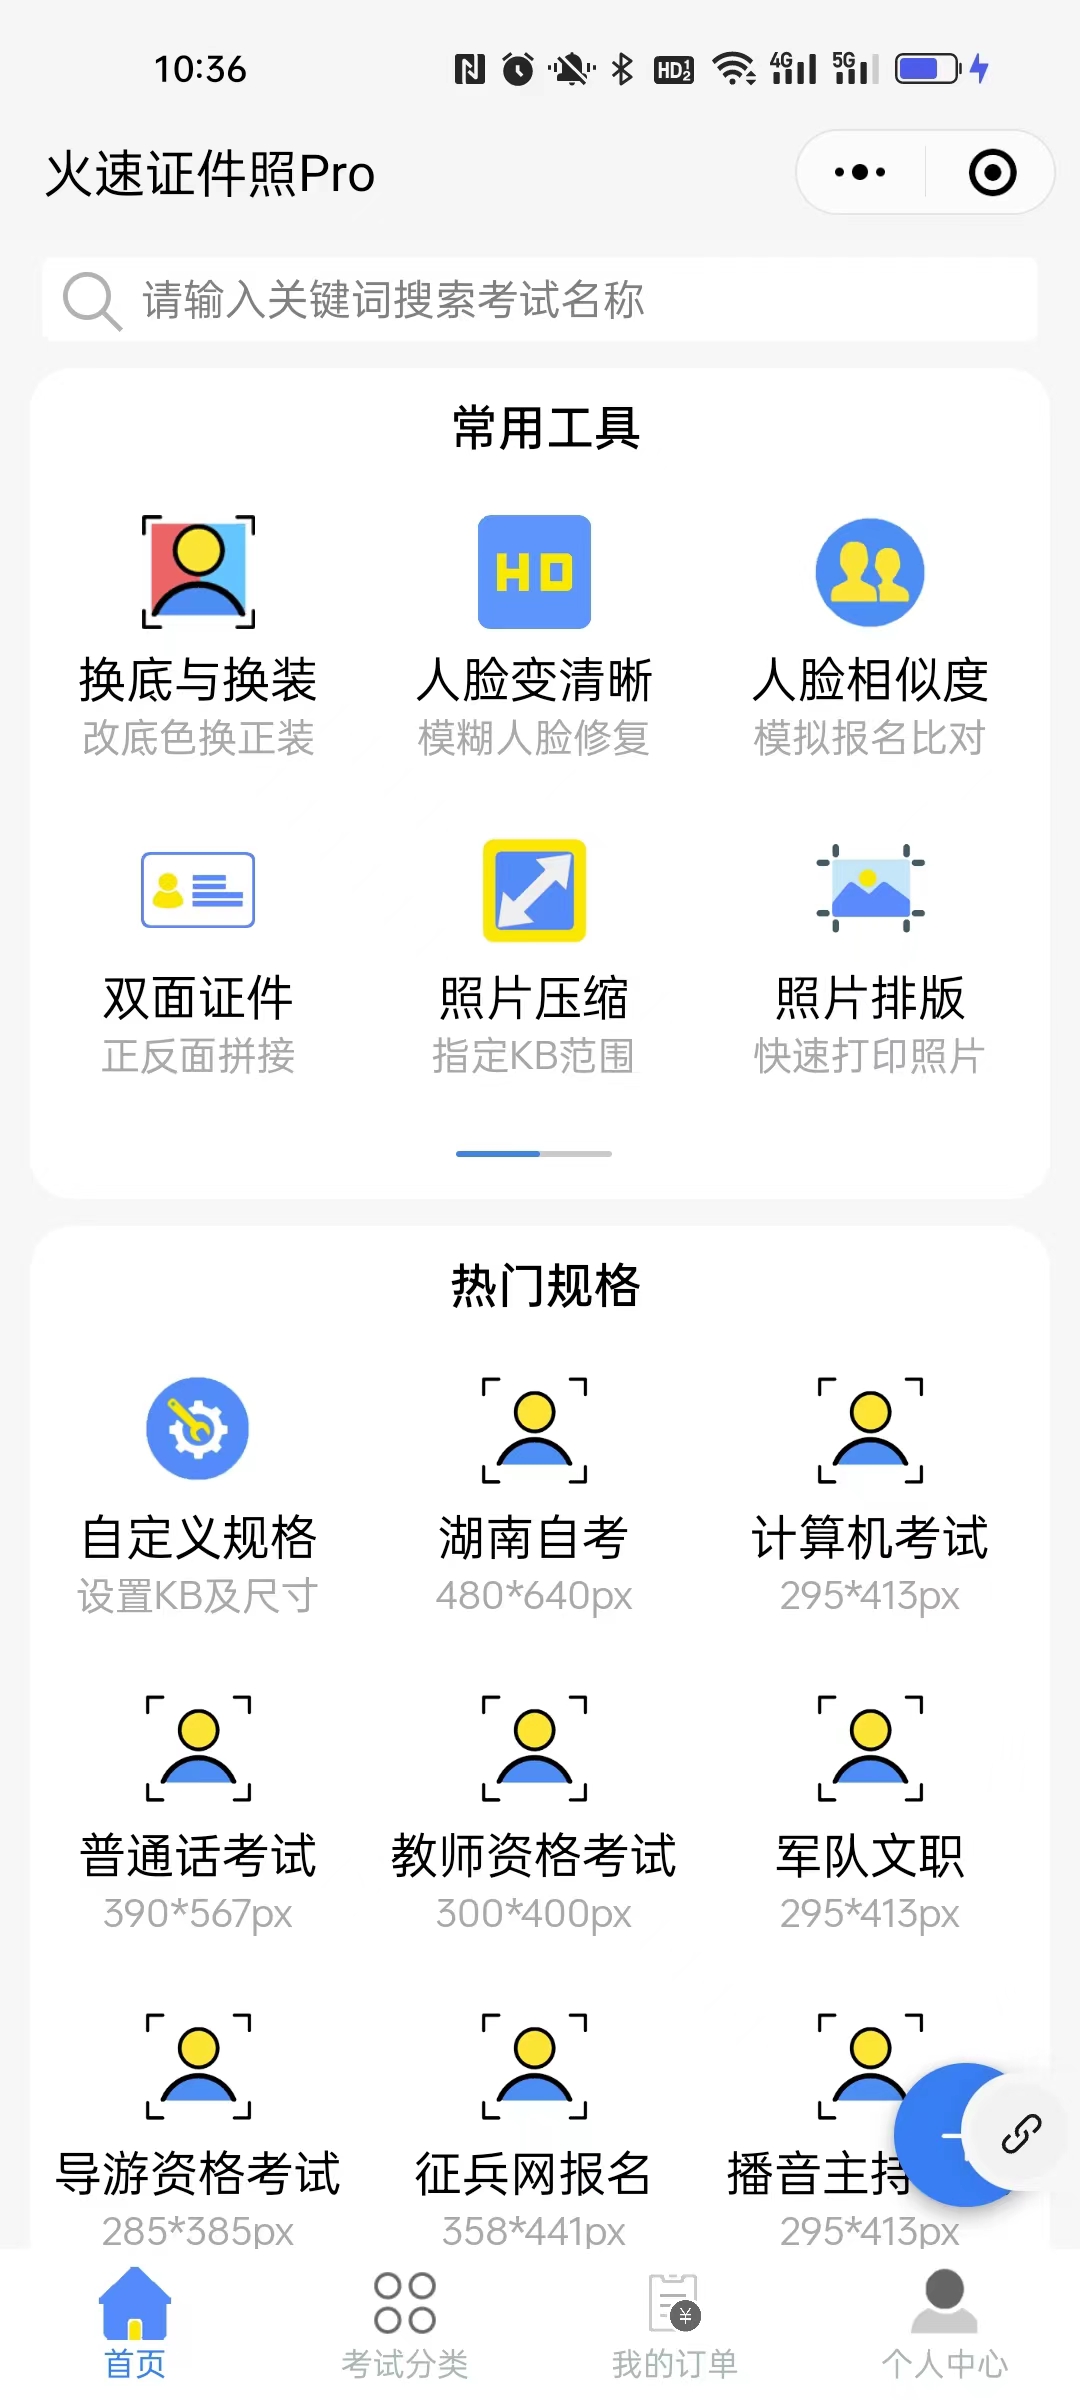 10:36
HD 1 2
4G
5G
火速证件照Pro
请输入关键词搜索考试名称
常用工具
HD
换底与换装
人脸变清晰
人脸相似度
改底色换正装
模糊人脸修复
模拟报名比对
双面证件
照片压缩
照片排版
正反面拼接
指定KB范围
快速打印照片
热门规格
自定义规格
湖南自考
计算机考试
设置KB及尺寸
480*640px
295*413px
普通话考试
教师资格考试
军队文职
390*567px
300*400px
295*413px
导游资格考试
征兵网报名
播音主持
285*385px
358*441px
295*413px
¥
首页
考试分类
我的订单
个人中心